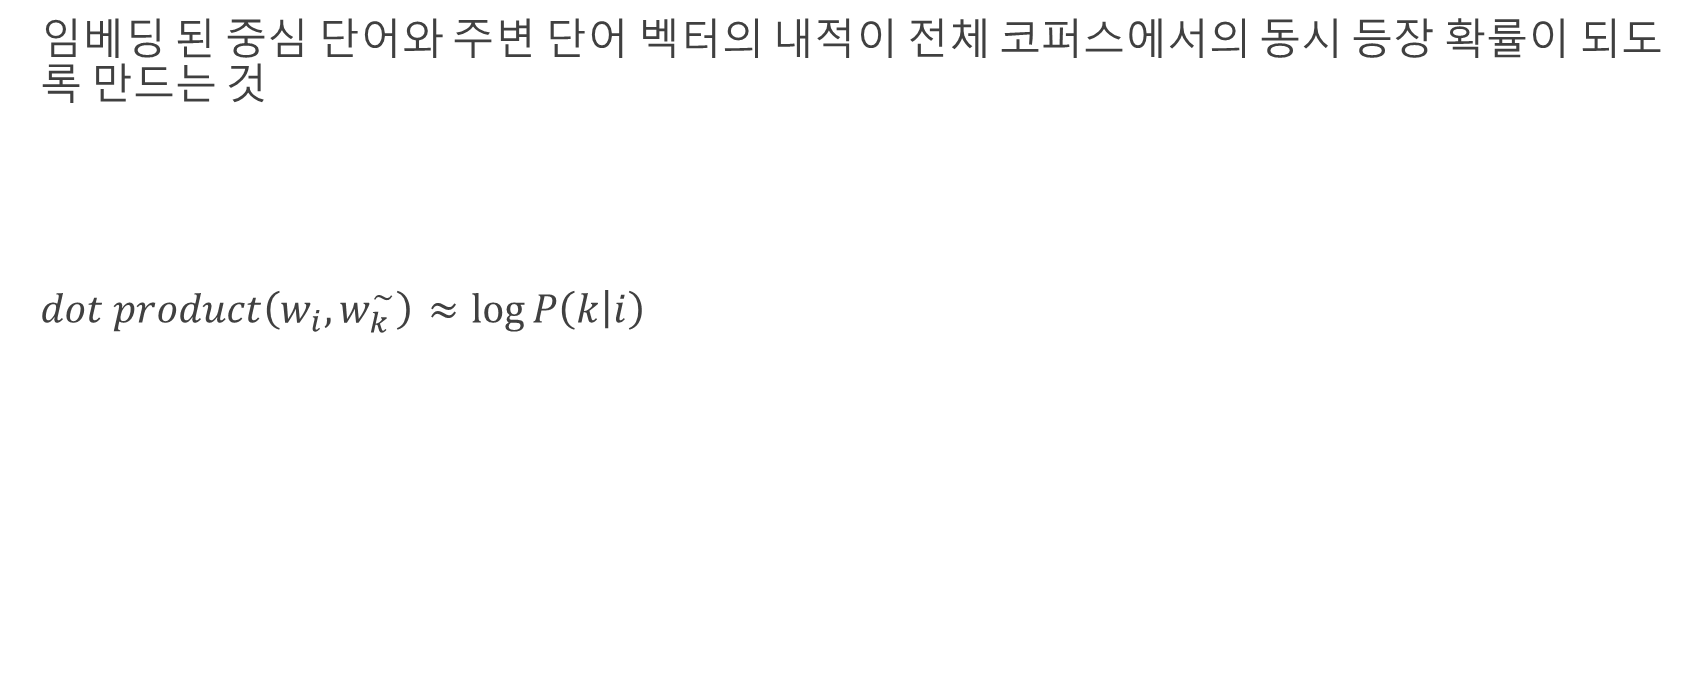 임베딩 된 중심 단어와 주변 단어 벡터의 내적이 전체 코퍼스에서의 동시 등장 확률이 되도
록 만드는 것
dot product(wᵢ, w̃ₖ) ≈ log P(k|i)